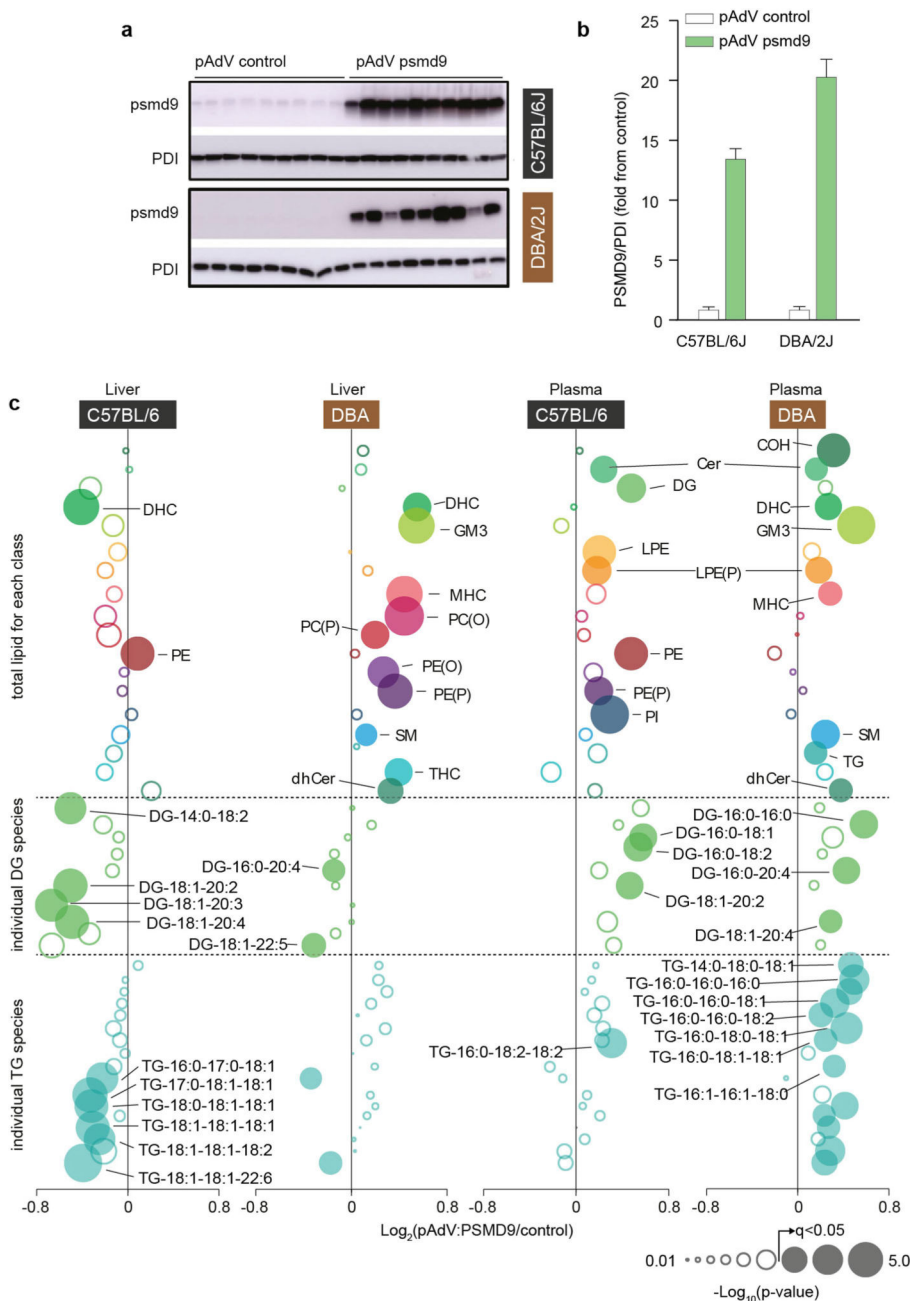 a
pAdV control
pAdV psmd9
psmd9
PDI
C57BL/6J
psmd9
PDI
DBA/2J
b
pAdV control
pAdV psmd9
PSMD9/PDI (fold from control)
25
20
15
10
5
0
C57BL/6J
DBA/2J
c
Liver
C57BL/6
Liver
DBA
Plasma
C57BL/6
Plasma
DBA
total lipid for each class
individual DG species
individual TG species
DHC
PE
DG-14:0-18:2
DG-18:1-20:2
DG-18:1-20:3
DG-18:1-20:4
TG-16:0-17:0-18:1
TG-17:0-18:1-18:1
TG-18:0-18:1-18:1
TG-18:1-18:1-18:1
TG-18:1-18:1-18:2
TG-18:1-18:1-22:6
DHC
GM3
MHC
PC(O)
PC(P)
PE(O)
PE(P)
SM
THC
dhCer
DG-16:0-20:4
DG-18:1-22:5
Cer
DG
LPE
LPE(P)
PE
PE(P)
PI
DG-16:0-18:1
DG-16:0-18:2
DG-18:1-20:2
TG-16:0-18:2-18:2
COH
DHC
GM3
MHC
SM
TG
dhCer
DG-16:0-16:0
DG-16:0-20:4
DG-18:1-20:4
TG-14:0-18:0-18:1
TG-16:0-16:0-16:0
TG-16:0-16:0-18:1
TG-16:0-16:0-18:2
TG-16:0-18:0-18:1
TG-16:0-18:1-18:1
TG-16:1-16:1-18:0
-0.8 0 0.8
-0.8 0 0.8
-0.8 0 0.8
-0.8 0 0.8
Log2(pAdV:PSMD9/control)
q<0.05
0.01
5.0
-Log10(p-value)